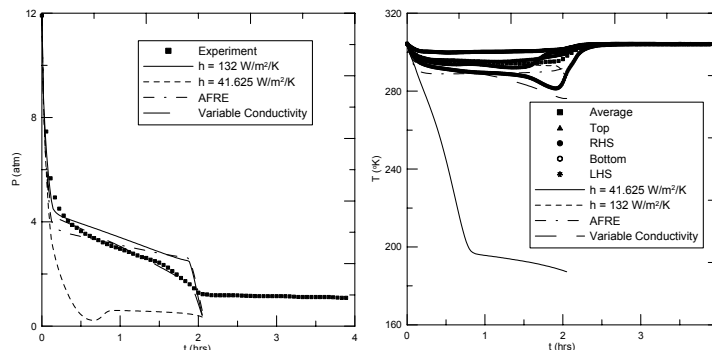 12
8
4
0
P (atm)
0
1
2
3
4
t (hrs)
Experiment
h = 132 W/m²/K
h = 41.625 W/m²/K
AFRE
Variable Conductivity
320
280
240
200
160
T (°K)
0
1
2
3
t (hrs)
Average
Top
RHS
Bottom
LHS
h = 41.625 W/m²/K
h = 132 W/m²/K
AFRE
Variable Conductivity